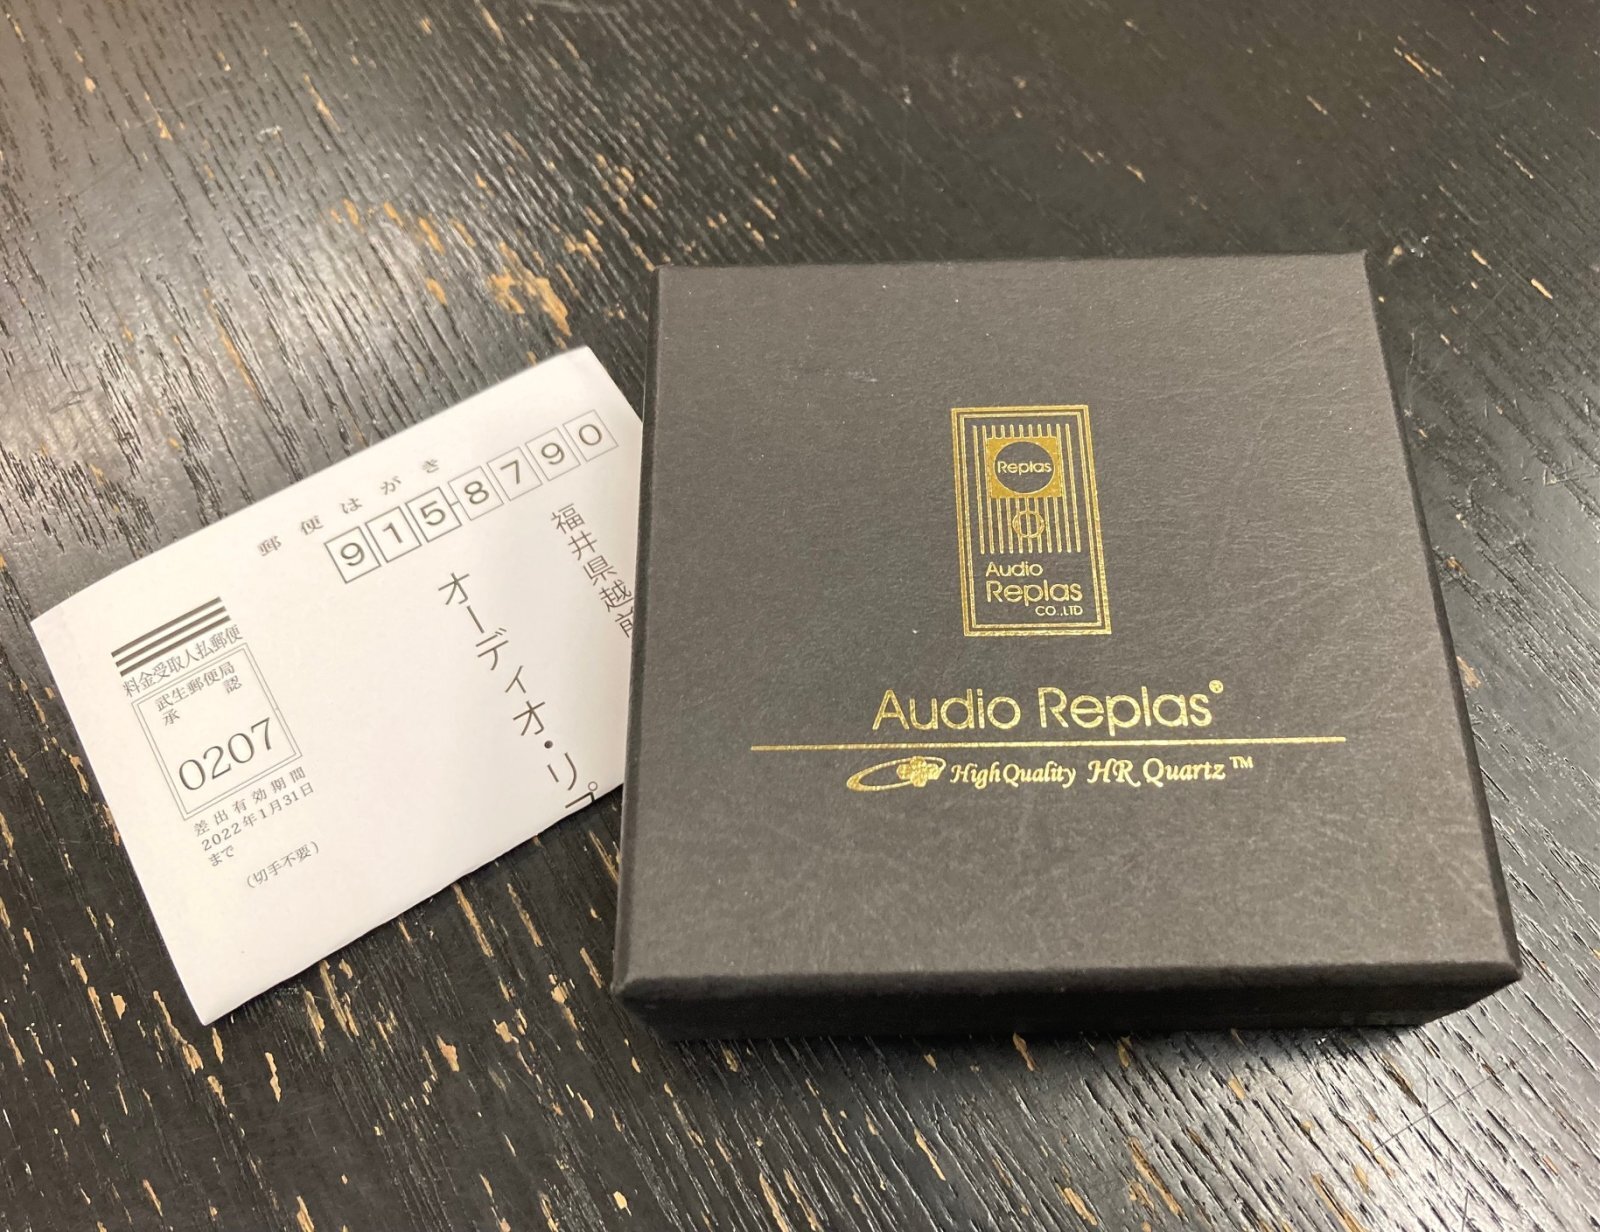 郵便はがき
915-8790
福井県越前
オーディオ・リプ
料金受取人払郵便
武生郵便局
承認
0207
差出有効期間
2022年1月31日
まで
(切手不要)
Replas
Audio
Replas
CO.,LTD
Audio Replas®
High Quality HR Quartz™